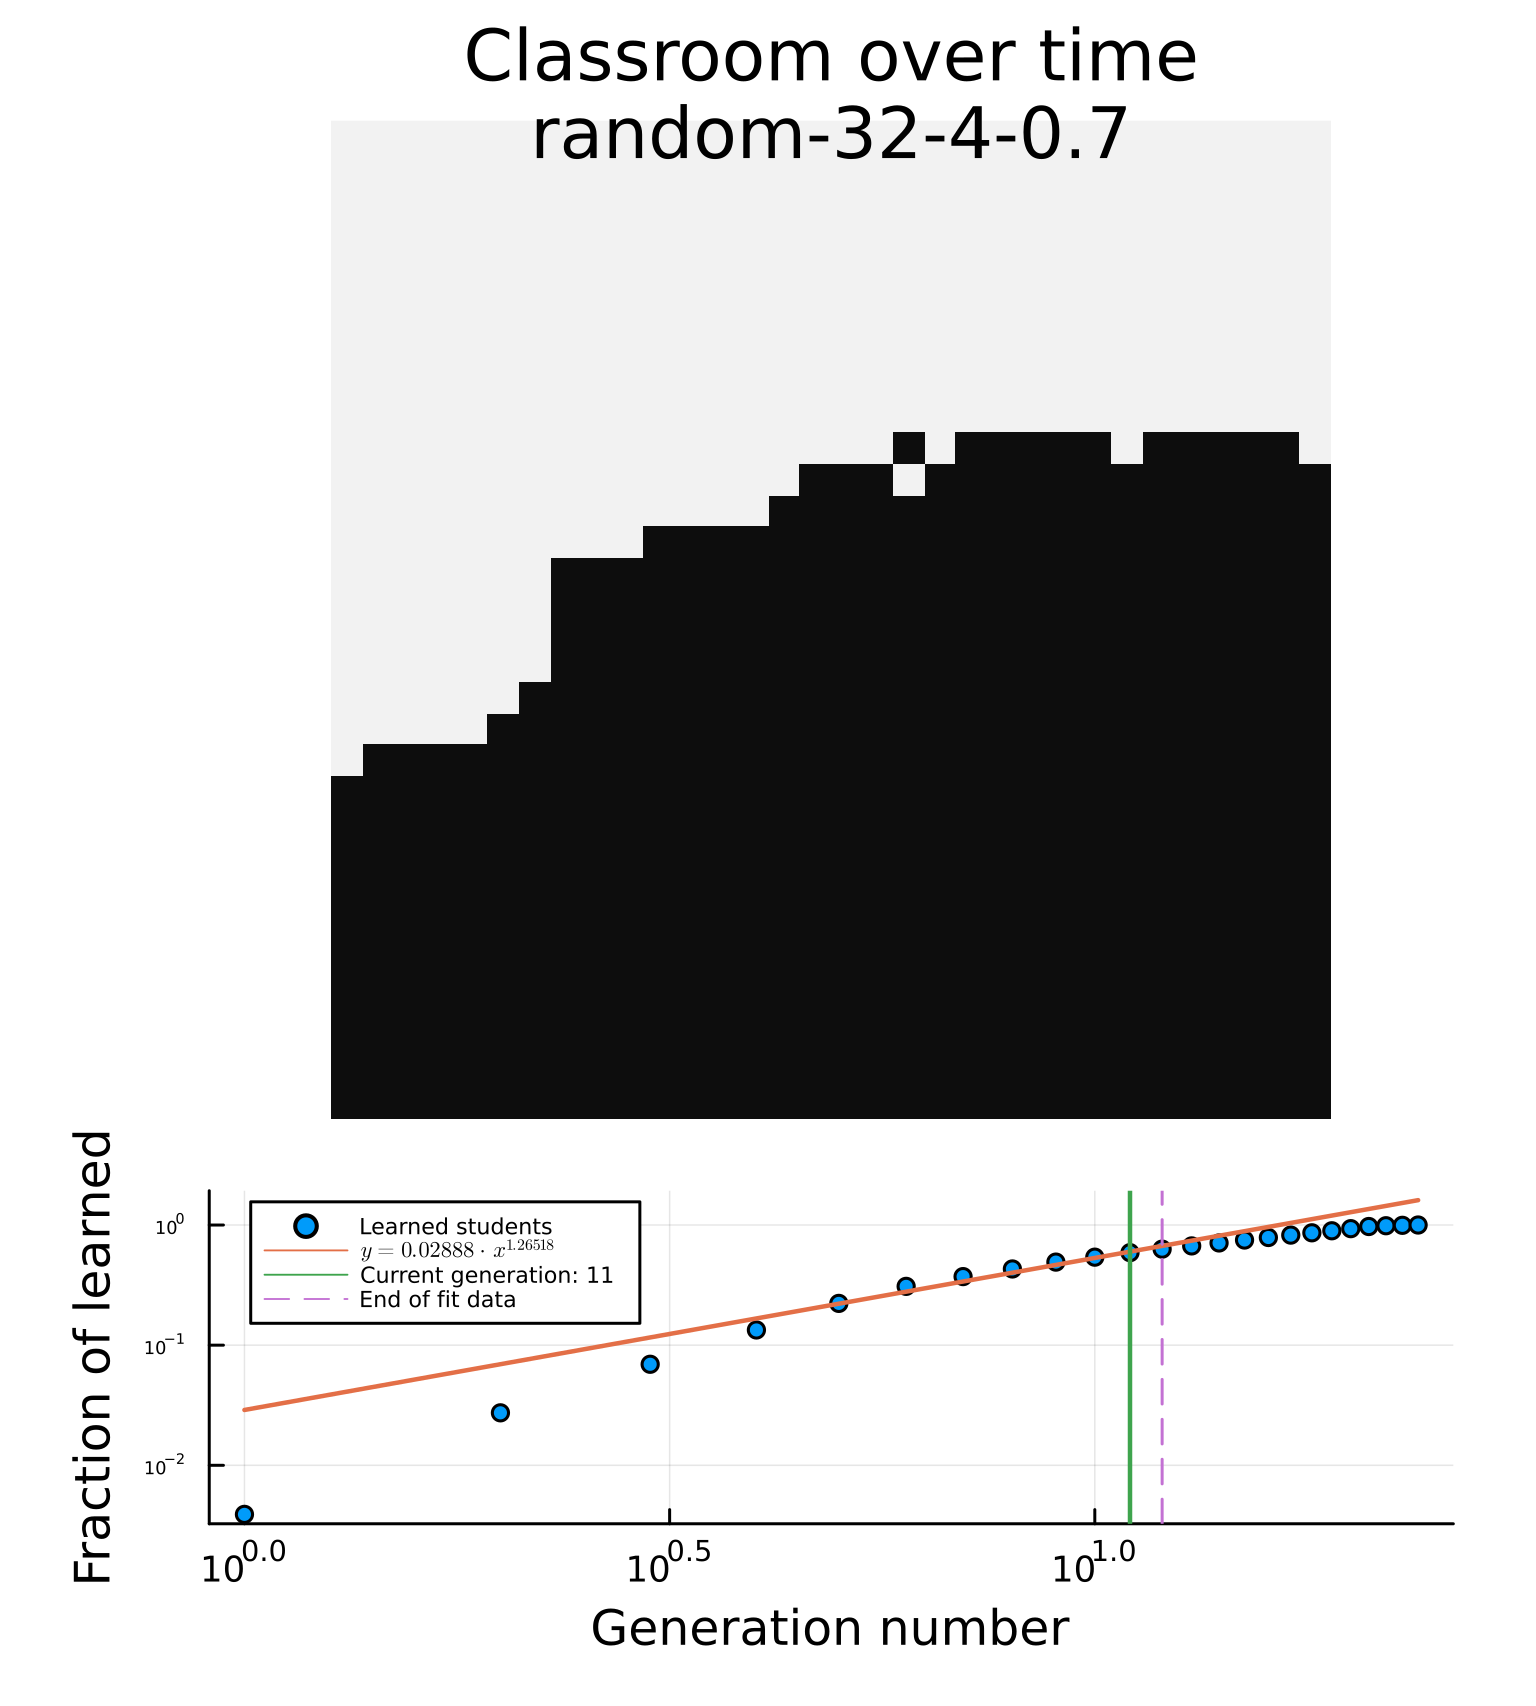 Classroom over time
random-32-4-0.7
Fraction of learned
10⁰
10⁻¹
10⁻²
Learned students
y = 0.02888 · x^1.26518
Current generation: 11
End of fit data
10^0.0
10^0.5
10^1.0
Generation number